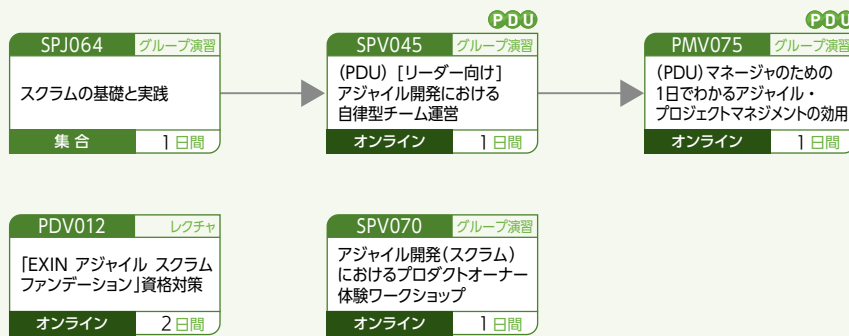 PDU
PDU
SPJ064 グループ演習
スクラムの基礎と実践
集 合 1 日間
SPV045 グループ演習
(PDU) [リーダー向け]
アジャイル開発における
自律型チーム運営
オンライン 1 日間
PMV075 グループ演習
(PDU) マネージャのための
1日でわかるアジャイル・
プロジェクトマネジメントの効用
オンライン 1 日間
PDV012 レクチャ
「EXIN アジャイル スクラム
ファンデーション」資格対策
オンライン 2 日間
SPV070 グループ演習
アジャイル開発(スクラム)
におけるプロダクトオーナー
体験ワークショップ
オンライン 1 日間